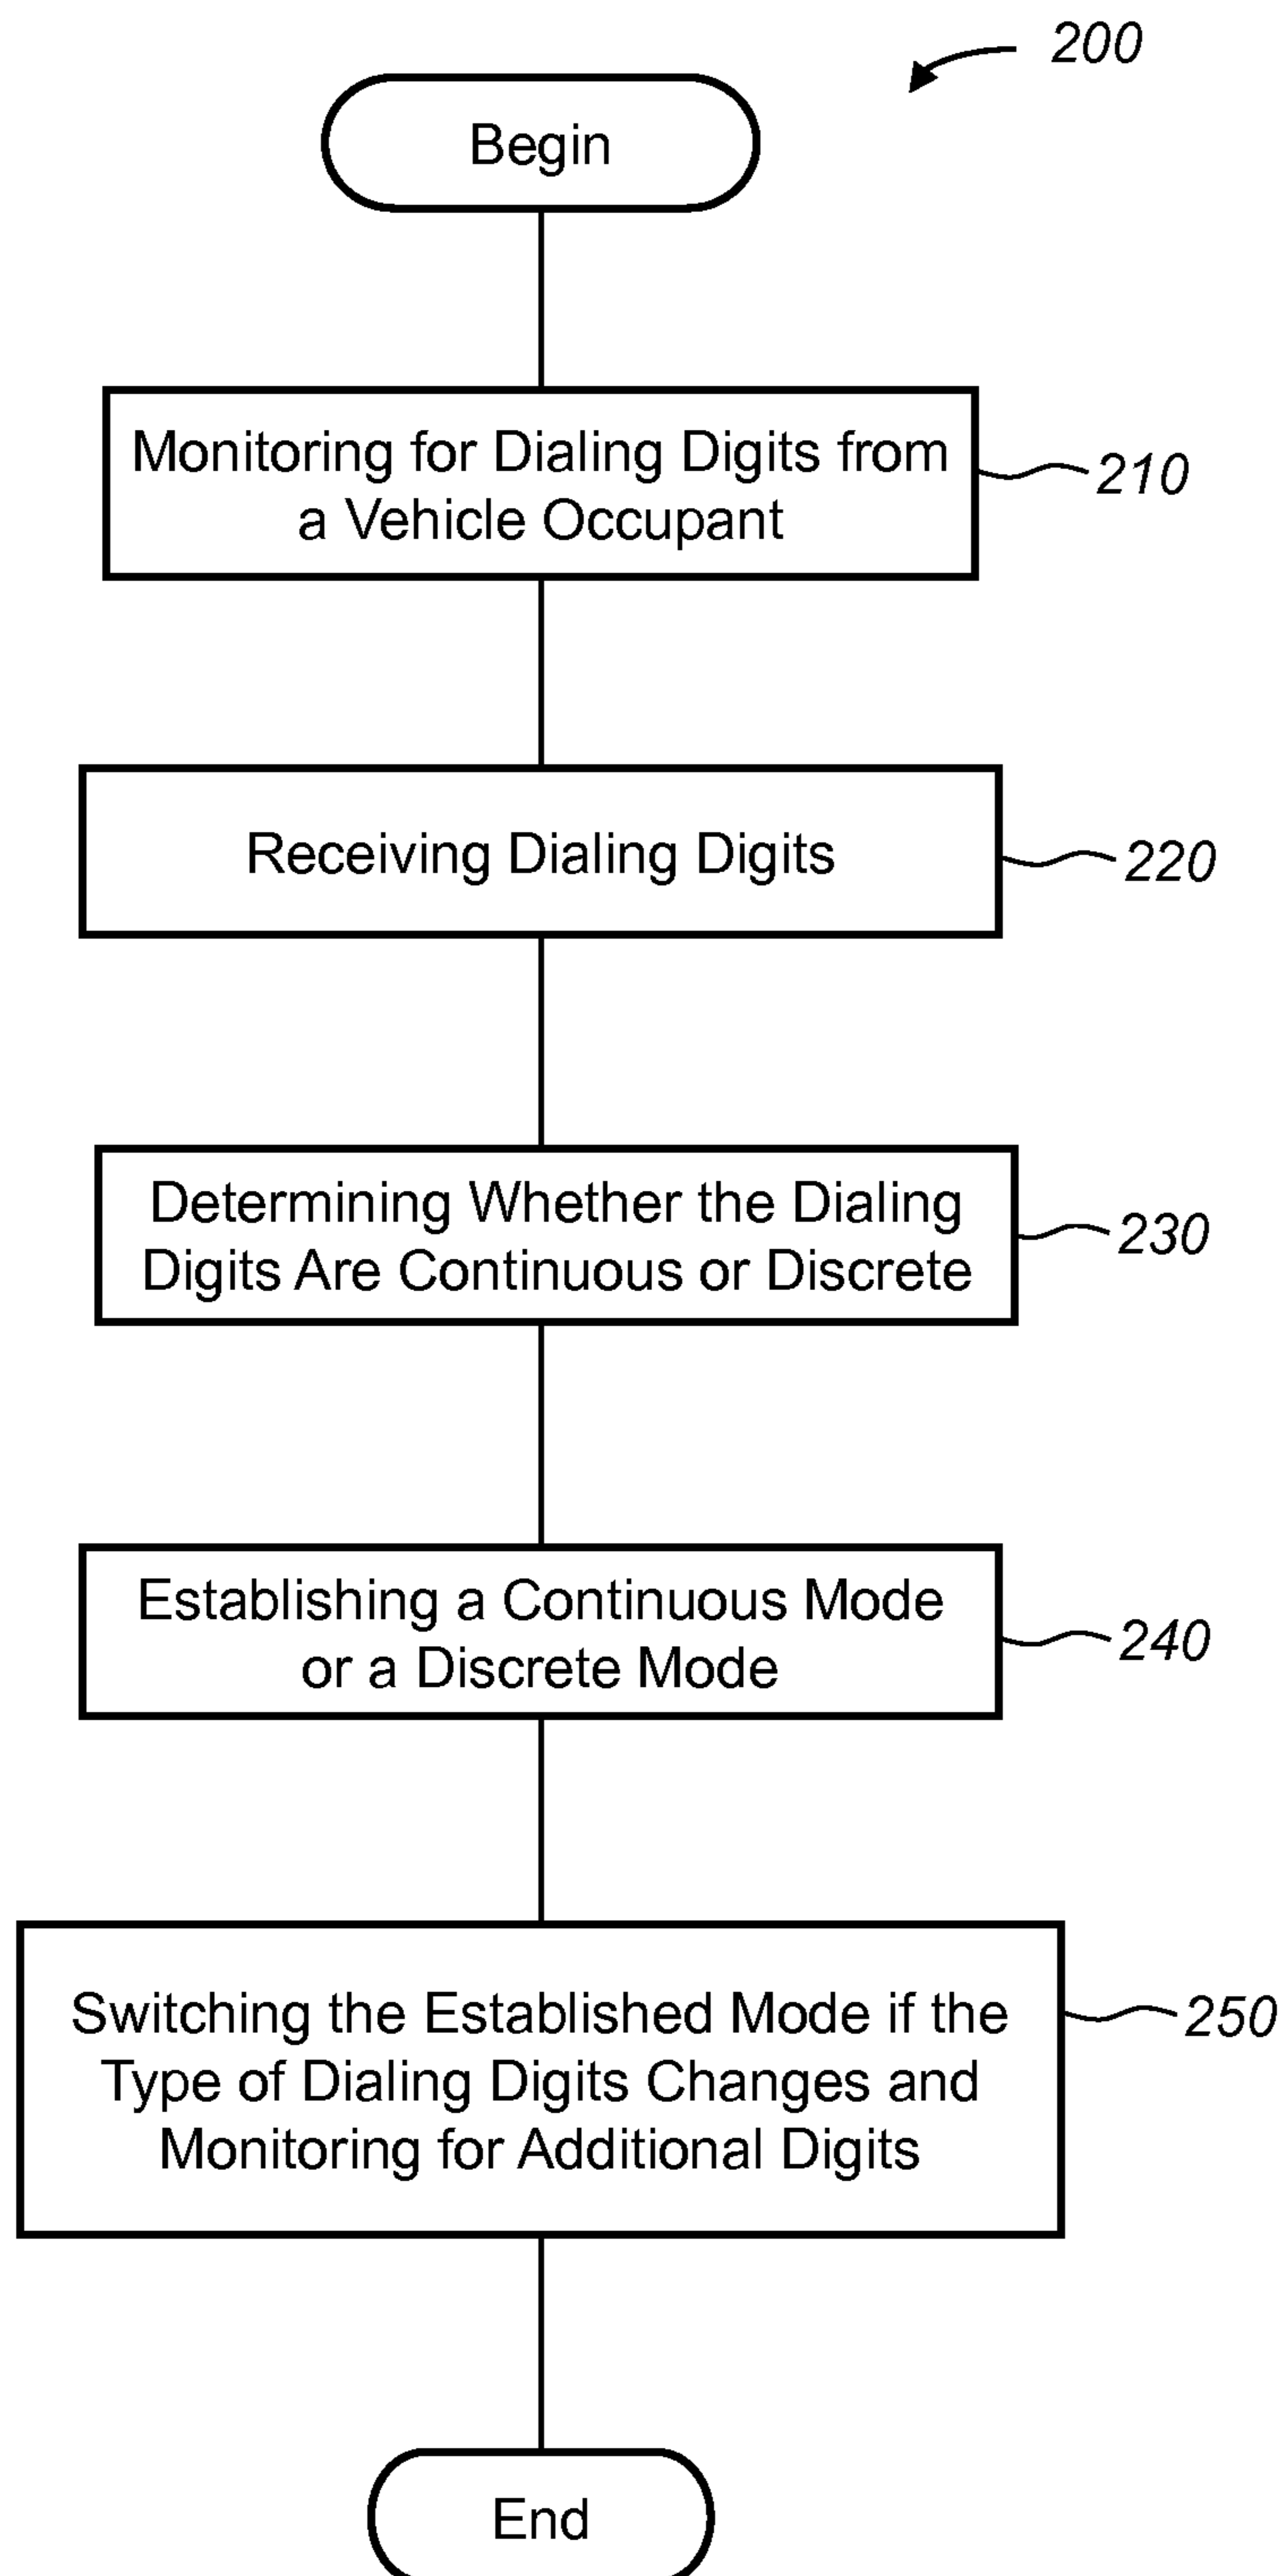 200
Begin
Monitoring for Dialing Digits from
a Vehicle Occupant
210
Receiving Dialing Digits
220
Determining Whether the Dialing
Digits Are Continuous or Discrete
230
Establishing a Continuous Mode
or a Discrete Mode
240
Switching the Established Mode if the
Type of Dialing Digits Changes and
Monitoring for Additional Digits
250
End